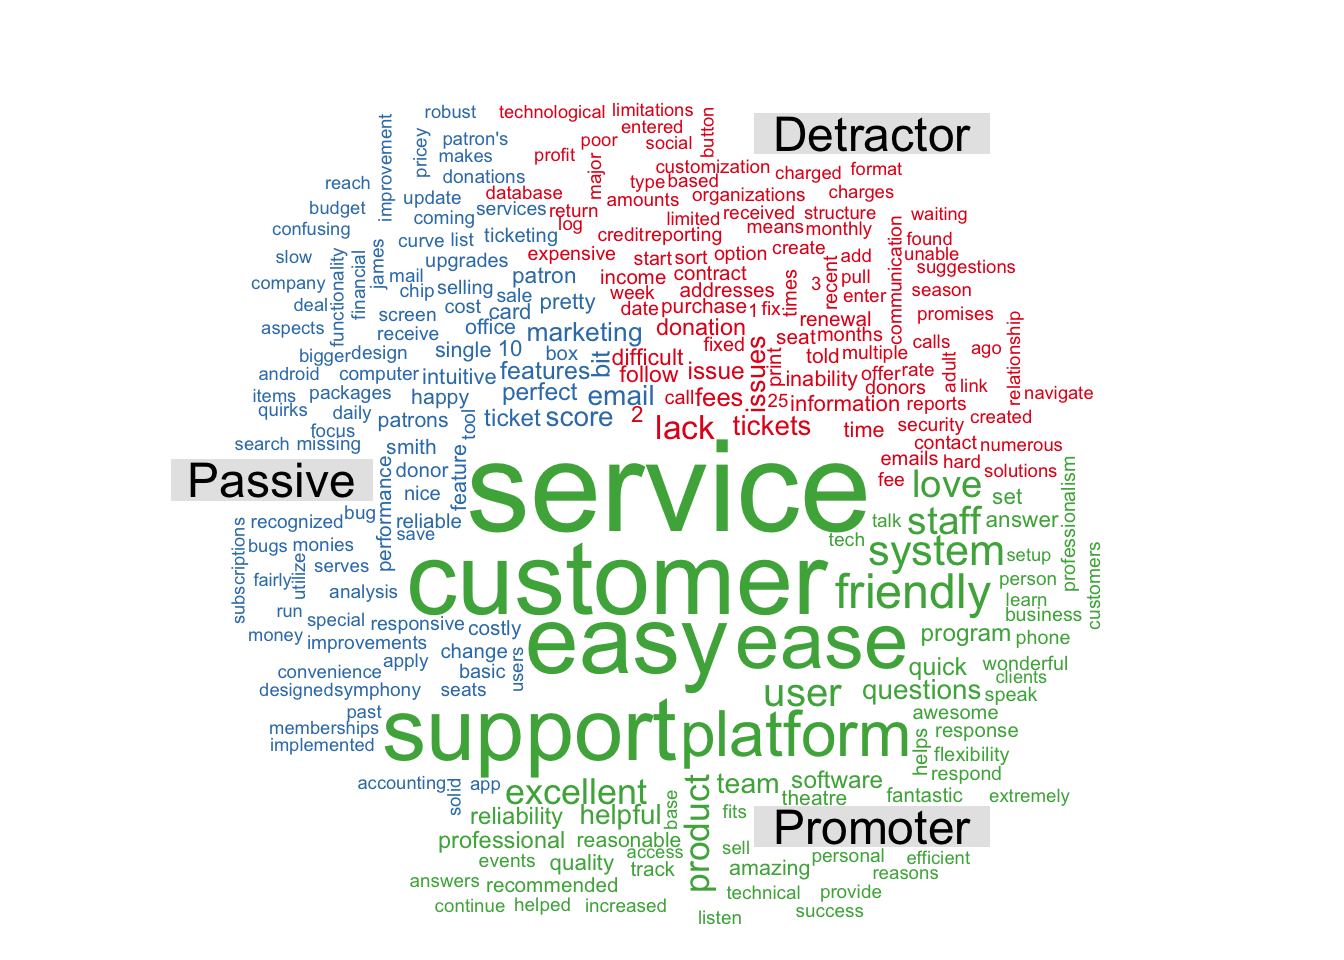 robust
technological
limitations
button
Detractor
improvement
pricey
patron's
entered
poor
social
makes
profit
major
customization
charged
format
reach
donations
database
type
based
organizations
charges
budget
update
services
return
amounts
limited
received
structure
waiting
confusing
coming
log
means
monthly
communication
curve
list
ticketing
credit
reporting
found
slow
functionality
financial
james
upgrades
expensive
start
sort
option
create
add
unable
company
mail
patron
income
contract
times
recent
pull
suggestions
chip
selling
sale
pretty
week
addresses
3
enter
season
deal
screen
cost
card
date
purchase
1
fix
renewal
promises
aspects
receive
office
marketing
donation
seat
months
relationship
bigger
design
single
10
box
bit
difficult
fixed
issues
print
told
multiple
calls
ago
android
computer
intuitive
features
follow
issue
inability
offer
rate
adult
link
items
packages
happy
perfect
email
call
fees
25
information
donors
reports
navigate
quirks
daily
patrons
tool
ticket
score
2
lack
tickets
time
security
created
focus
search
missing
smith
contact
numerous
Passive
performance
donor
feature
service
emails
hard
solutions
fee
nice
love
set
professionalism
subscriptions
recognized
bug
reliable
save
talk
staff
answer
bugs
monies
tech
system
setup
customers
fairly
utilize
serves
analysis
customer
friendly
person
learn
run
special
responsive
costly
business
money
improvements
change
easy
ease
program
phone
convenience
apply
basic
users
quick
wonderful
clients
designed
symphony
seats
user
questions
speak
past
awesome
memberships
implemented
support
platform
helps
response
flexibility
respond
accounting
solid
app
excellent
product
team
software
theatre
fantastic
extremely
reliability
helpful
base
fits
Promoter
professional
reasonable
access
sell
personal
efficient
events
quality
track
amazing
reasons
answers
recommended
technical
provide
continue
helped
increased
listen
success